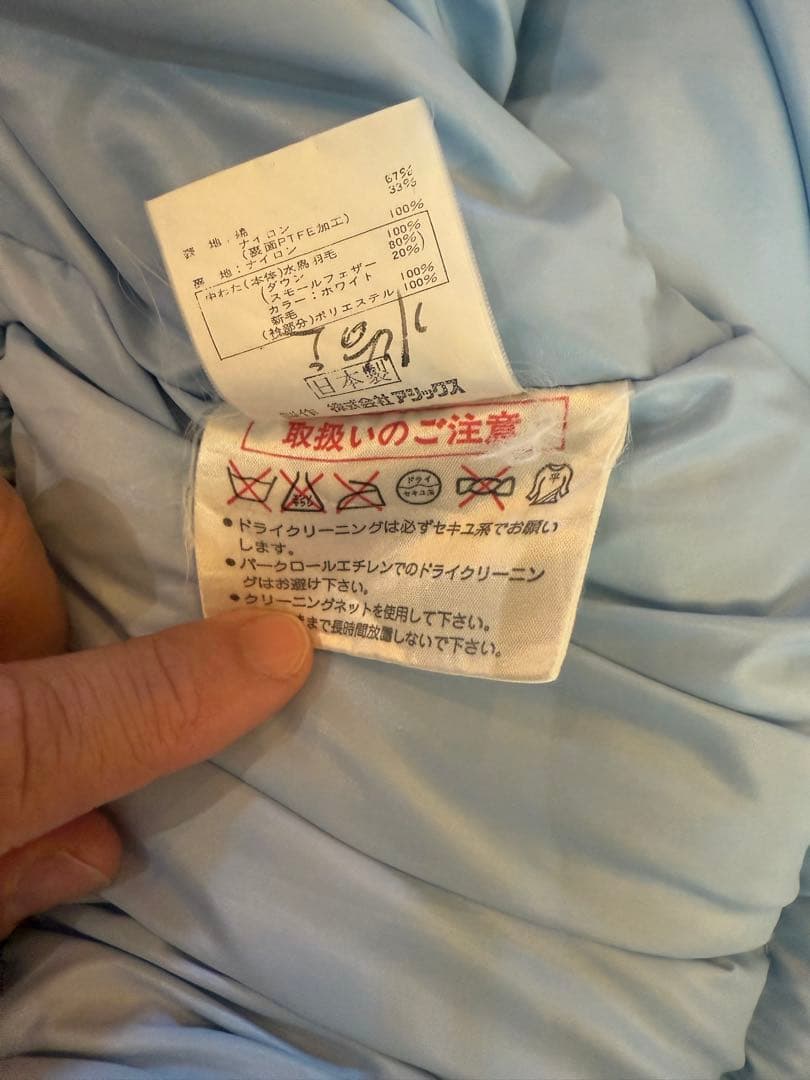 表地:綿 67%
ナイロン 33%
(裏面PTFE加工)
裏地:ナイロン 100%
中わた(本体)水鳥羽毛 100%
(ダウン 80%)
(スモールフェザー 20%)
カラー:ホワイト
新毛 100%
(衿部分)ポリエステル 100%
日本製
製作 株式会社アシックス
取扱いのご注意
ドライ
セキユ系
平
●ドライクリーニングは必ずセキユ系でお願い
します。
●パークロールエチレンでのドライクリーニン
グはお避け下さい。
●クリーニングネットを使用して下さい。
まで長時間放置しないで下さい。